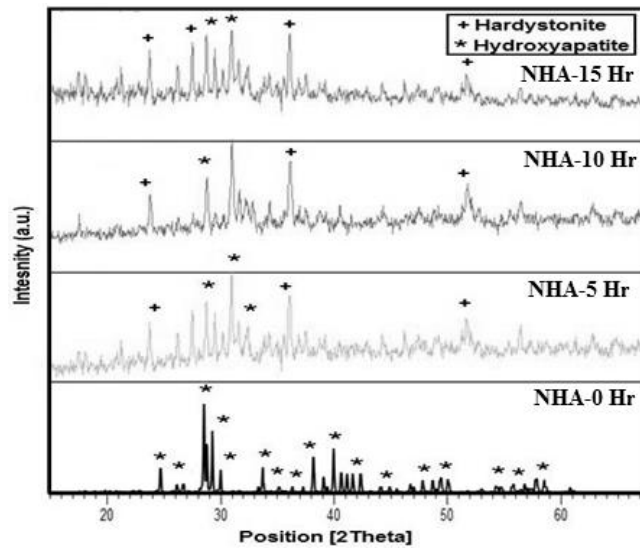 + Hardystonite
* Hydroxyapatite
NHA-15 Hr
NHA-10 Hr
NHA-5 Hr
NHA-0 Hr
Intesnity (a.u.)
20 30 40 50 60
Position [2Theta]